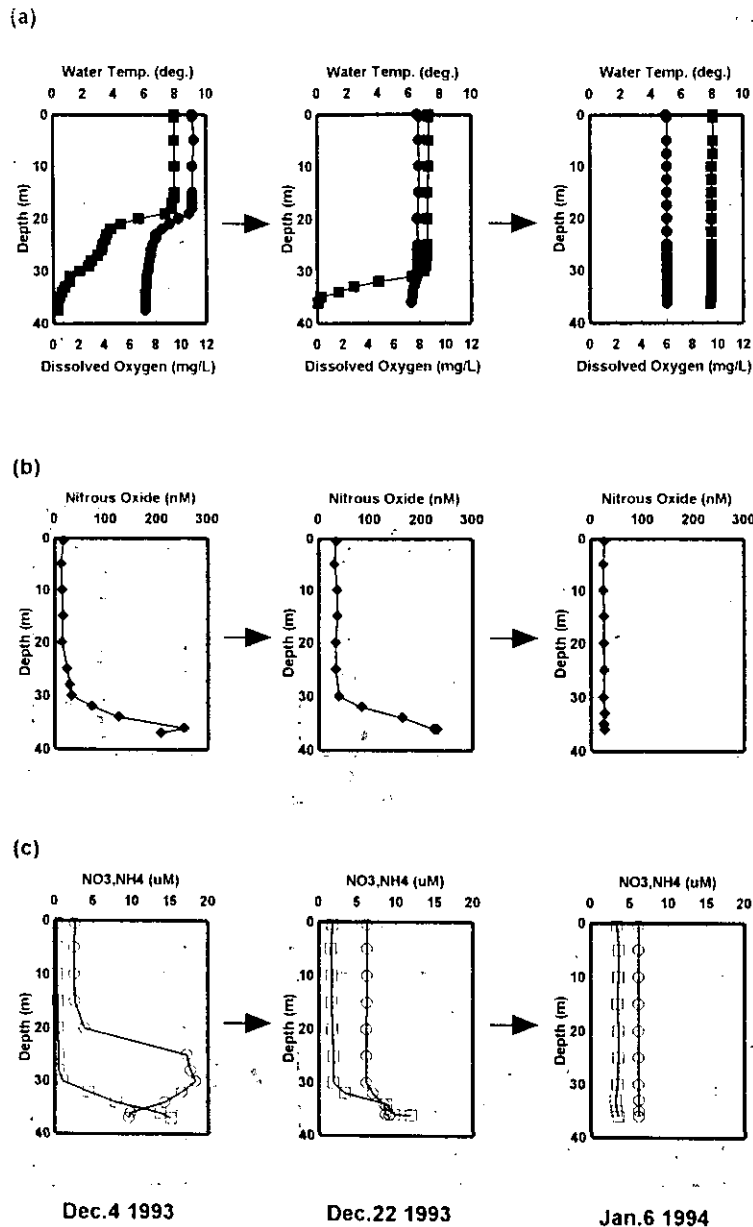 (a)
Water Temp. (deg.) Water Temp. (deg.) Water Temp. (deg.)
0 2 4 6 8 10 0 2 4 6 8 10 0 2 4 6 8 10
0 0 0
10 10 10
20 20 20
30 30 30
40 40 40
Depth (m) Depth (m) Depth (m)
0 2 4 6 8 10 12 0 2 4 6 8 10 12 0 2 4 6 8 10 12
Dissolved Oxygen (mg/L) Dissolved Oxygen (mg/L) Dissolved Oxygen (mg/L)
(b)
Nitrous Oxide (nM) Nitrous Oxide (nM) Nitrous Oxide (nM)
0 100 200 300 0 100 200 300 0 100 200 300
0 0 0
10 10 10
20 20 20
30 30 30
40 40 40
Depth (m) Depth (m) Depth (m)
(c)
NO3,NH4 (uM) NO3,NH4 (uM) NO3,NH4 (uM)
0 5 10 15 20 0 5 10 15 20 0 5 10 15 20
0 0 0
10 10 10
20 20 20
30 30 30
40 40 40
Depth (m) Depth (m) Depth (m)
Dec.4 1993 Dec.22 1993 Jan.6 1994